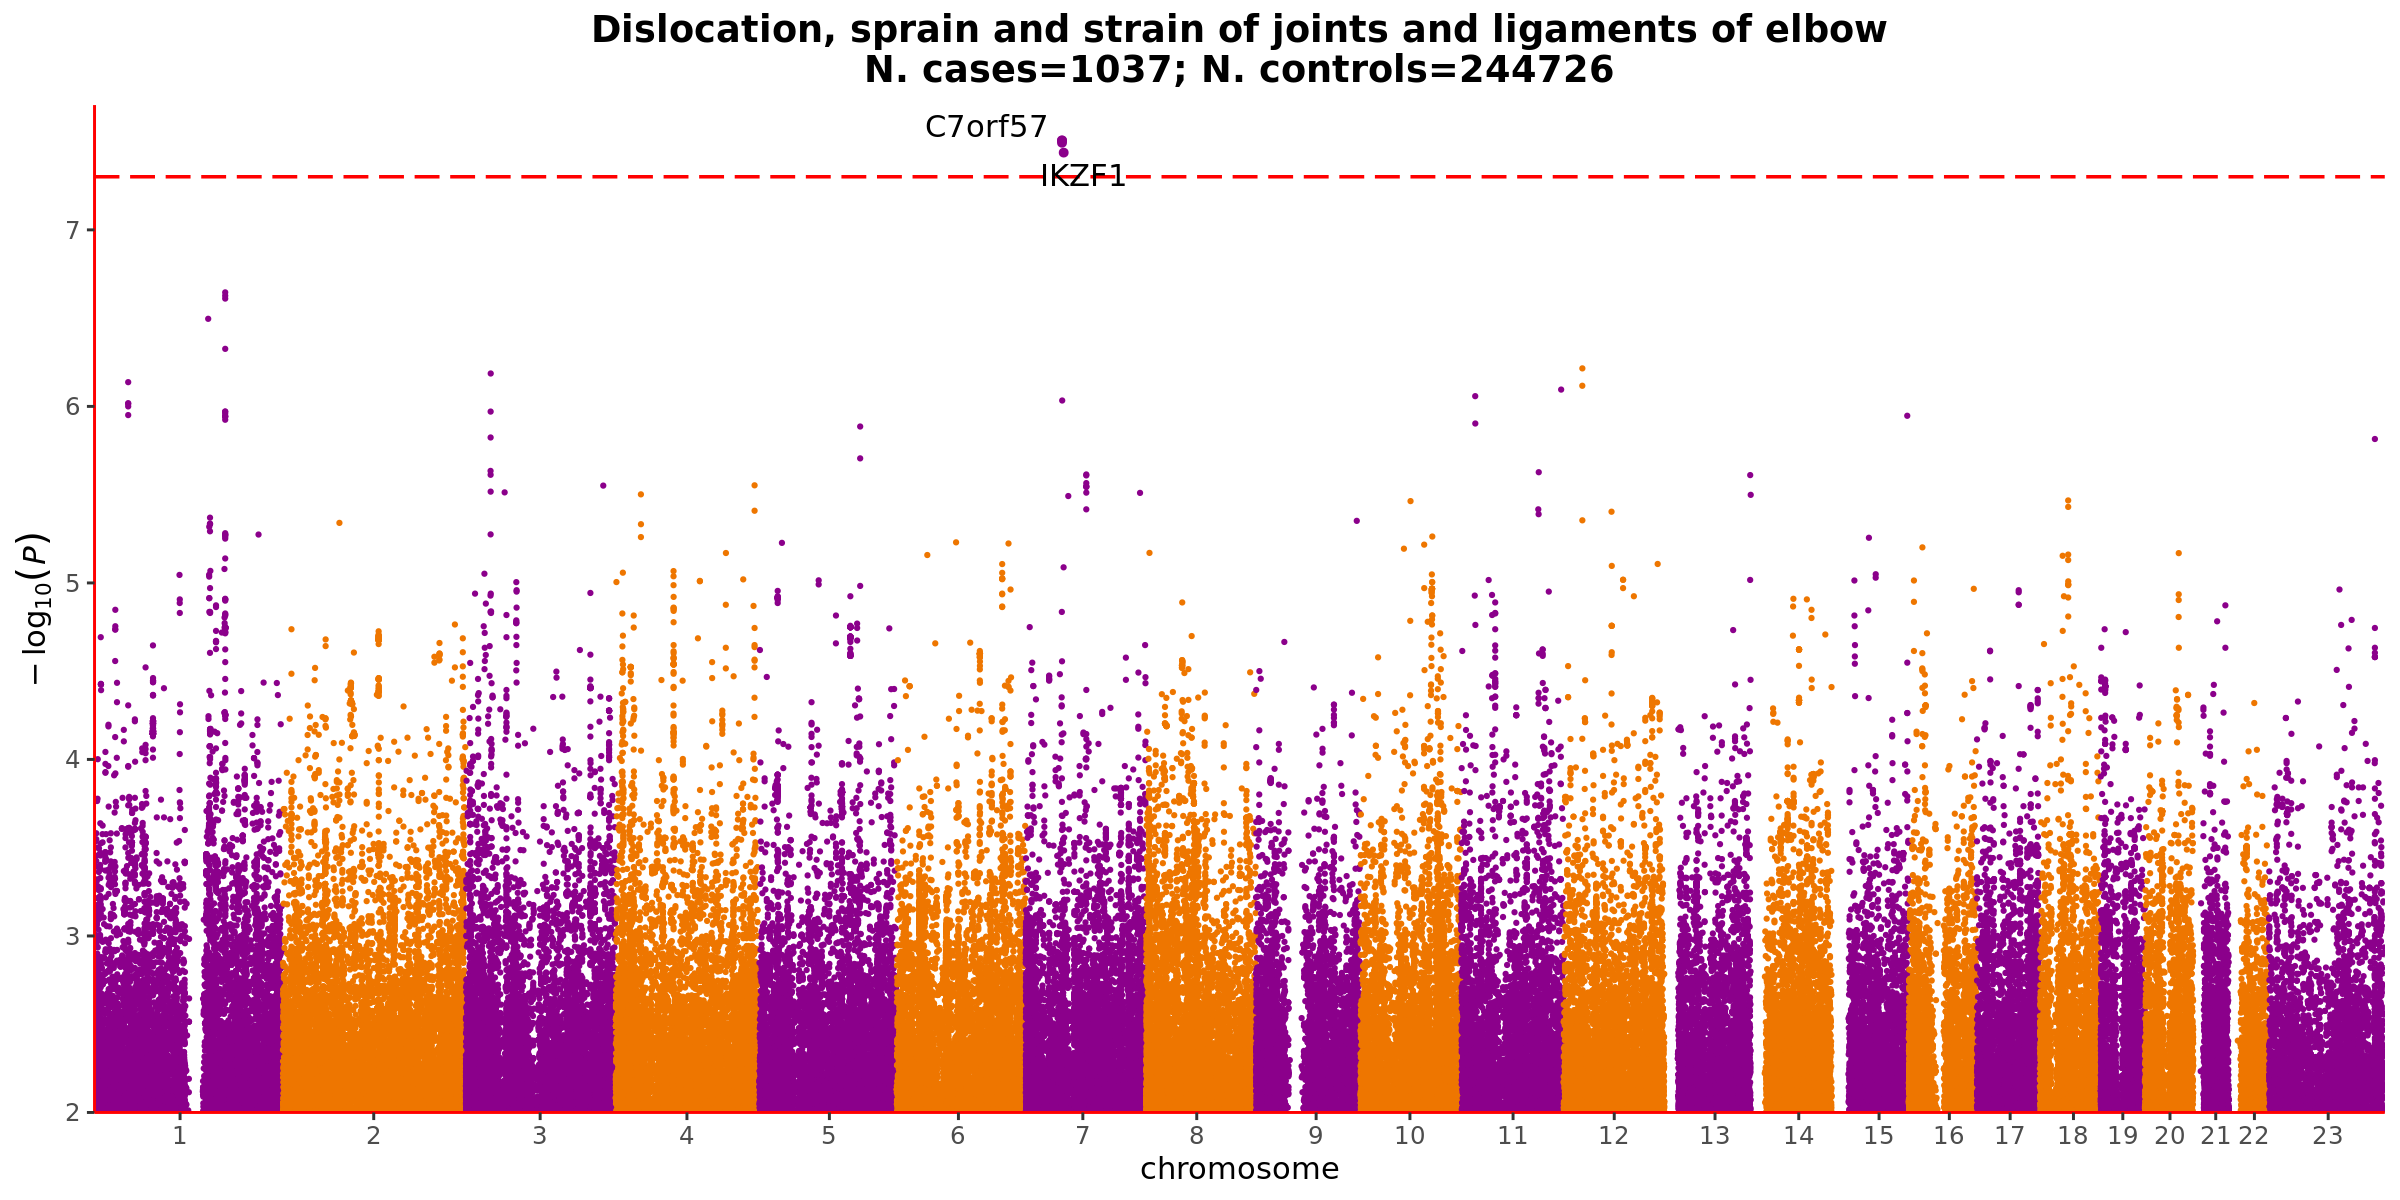 Dislocation, sprain and strain of joints and ligaments of elbow
N. cases=1037; N. controls=244726
C7orf57
IKZF1
7
6
5
4
3
2
−log10(P)
1 2 3 4 5 6 7 8 9 10 11 12 13 14 15 16 17 18 19 20 21 22 23
chromosome